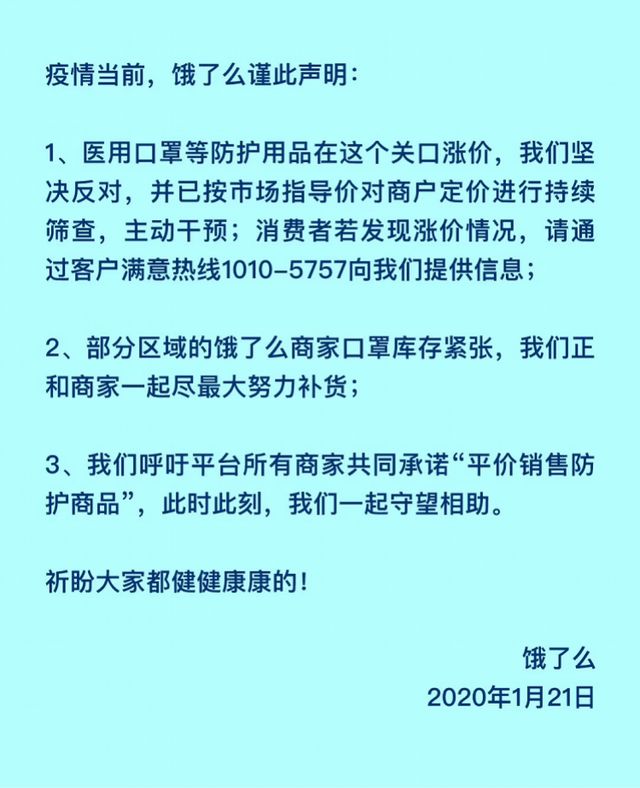 疫情当前，饿了么谨此声明：
1、医用口罩等防护用品在这个关口涨价，我们坚
决反对，并已按市场指导价对商户定价进行持续
筛查，主动干预；消费者若发现涨价情况，请通
过客户满意热线1010-5757向我们提供信息；
2、部分区域的饿了么商家口罩库存紧张，我们正
和商家一起尽最大努力补货；
3、我们呼吁平台所有商家共同承诺“平价销售防
护商品”，此时此刻，我们一起守望相助。
祈盼大家都健健康康的！
饿了么
2020年1月21日